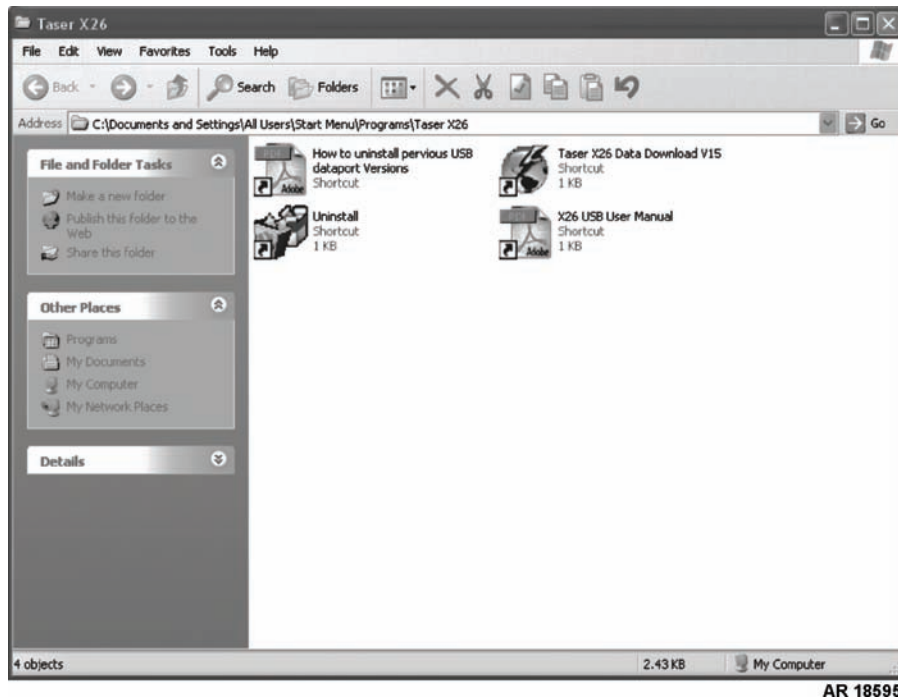 Taser X26
File Edit View Favorites Tools Help
Back Search Folders
Address C:\Documents and Settings\All Users\Start Menu\Programs\Taser X26 Go
File and Folder Tasks
Make a new folder
Publish this folder to the
Web
Share this folder
Other Places
Programs
My Documents
My Computer
My Network Places
Details
How to uninstall pervious USB
dataport Versions
Shortcut
Adobe
Taser X26 Data Download V15
Shortcut
1 KB
Uninstall
Shortcut
1 KB
X26 USB User Manual
Shortcut
1 KB
Adobe
4 objects 2.43 KB My Computer
AR 18595